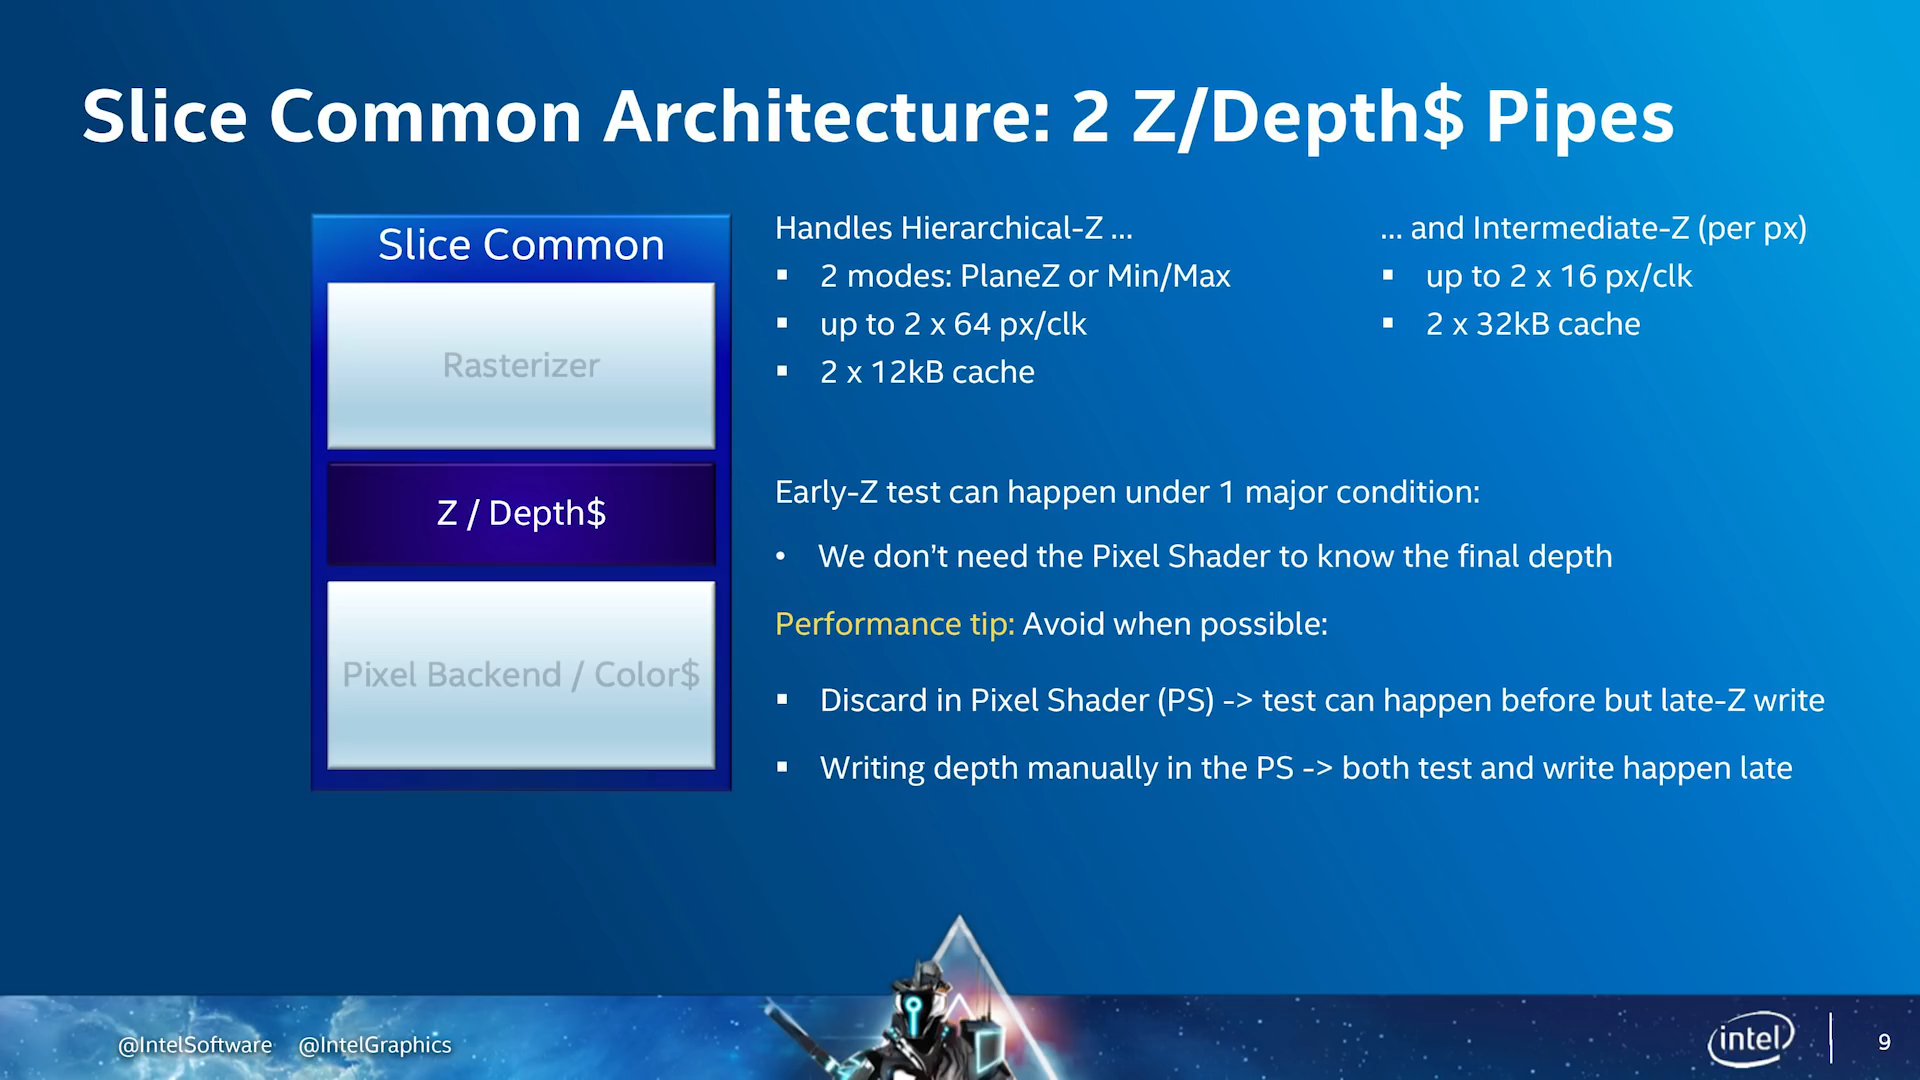 Slice Common Architecture: 2 Z/Depth$ Pipes
Slice Common
Rasterizer
Z / Depth$
Pixel Backend / Color$
Handles Hierarchical-Z ...
▪ 2 modes: PlaneZ or Min/Max
▪ up to 2 x 64 px/clk
▪ 2 x 12kB cache
... and Intermediate-Z (per px)
▪ up to 2 x 16 px/clk
▪ 2 x 32kB cache
Early-Z test can happen under 1 major condition:
• We don’t need the Pixel Shader to know the final depth
Performance tip: Avoid when possible:
▪ Discard in Pixel Shader (PS) -> test can happen before but late-Z write
▪ Writing depth manually in the PS -> both test and write happen late
@IntelSoftware @IntelGraphics
intel
9